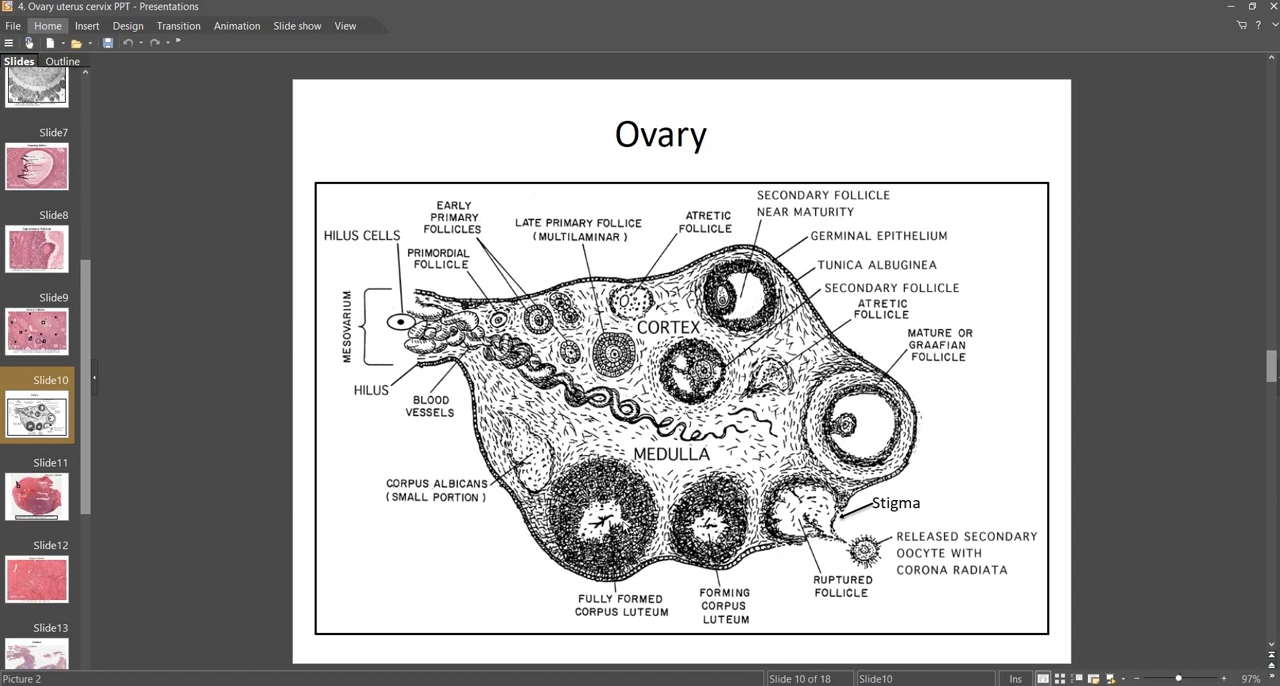 4. Ovary uterus cervix PPT - Presentations
File Home Insert Design Transition Animation Slide show View
Slides Outline
Slide7
Slide8
Slide9
Slide10
Slide11
Slide12
Slide13
Ovary
HILUS CELLS
EARLY
PRIMARY
FOLLICLES
PRIMORDIAL
FOLLICLE
LATE PRIMARY FOLLICE
(MULTILAMINAR)
ATRETIC
FOLLICLE
SECONDARY FOLLICLE
NEAR MATURITY
GERMINAL EPITHELIUM
TUNICA ALBUGINEA
SECONDARY FOLLICLE
ATRETIC
FOLLICLE
MATURE OR
GRAAFIAN
FOLLICLE
MESOVARIUM
CORTEX
HILUS
BLOOD
VESSELS
MEDULLA
CORPUS ALBICANS
(SMALL PORTION)
Stigma
RELEASED SECONDARY
OOCYTE WITH
CORONA RADIATA
RUPTURED
FOLLICLE
FORMING
CORPUS
LUTEUM
FULLY FORMED
CORPUS LUTEUM
Picture 2
Slide 10 of 18
Slide10
Ins
97%